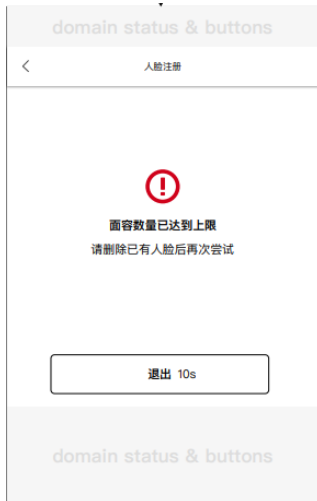 domain status & buttons
人脸注册
面容数量已达到上限
请删除已有人脸后再次尝试
退出 10s
domain status & buttons